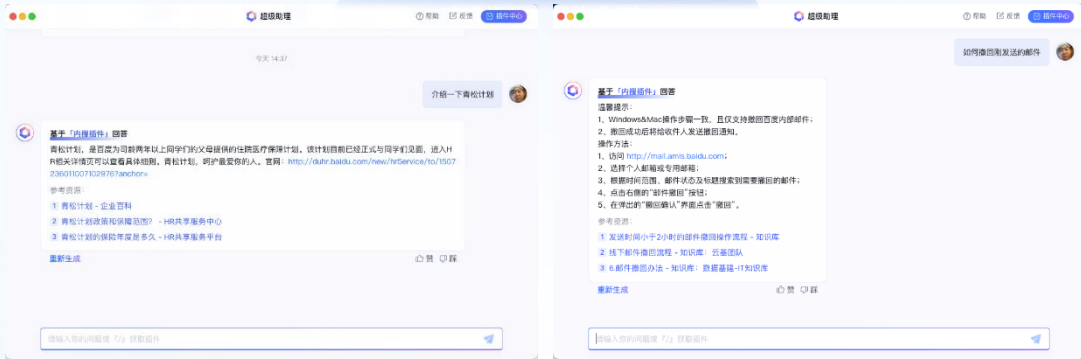 超级助理
帮助 反馈 插件中心
今天 14:37
介绍一下青松计划
基于「内搜插件」回答
青松计划，是百度为司龄两年以上同学们的父母提供的住院医疗保障计划。该计划目前已经正式与同学们见面，进入H
R相关详情页可以查看具体细则。青松计划，呵护最爱你的人。官网：http://duhr.baidu.com/new/hrService/to/1507
236011007102976?anchor=
参考资源：
1 青松计划 - 企业百科
2 青松计划政策和保障范围？ - HR共享服务中心
3 青松计划的保险年度是多久 - HR共享服务平台
重新生成
赞 踩
请输入你的问题或『/』获取插件
超级助理
帮助 反馈 插件中心
如何撤回刚发送的邮件
基于「内搜插件」回答
温馨提示：
1、Windows&Mac操作步骤一致，且仅支持撤回百度内部邮件；
2、撤回成功后将给收件人发送撤回通知。
操作方法：
1、访问 http://mail.amis.baidu.com；
2、选择个人邮箱或专用邮箱；
3、根据时间范围、邮件状态及标题搜索到需要撤回的邮件；
4、点击右侧的“邮件撤回”按钮；
5、在弹出的“撤回确认”界面点击“撤回”。
参考资源：
1 发送时间小于2小时的邮件撤回操作流程 - 知识库
2 线下邮件撤回流程 - 知识库：云基团队
3 6.邮件撤回办法 - 知识库：数据基建-IT知识库
重新生成
赞 踩
请输入你的问题或『/』获取插件